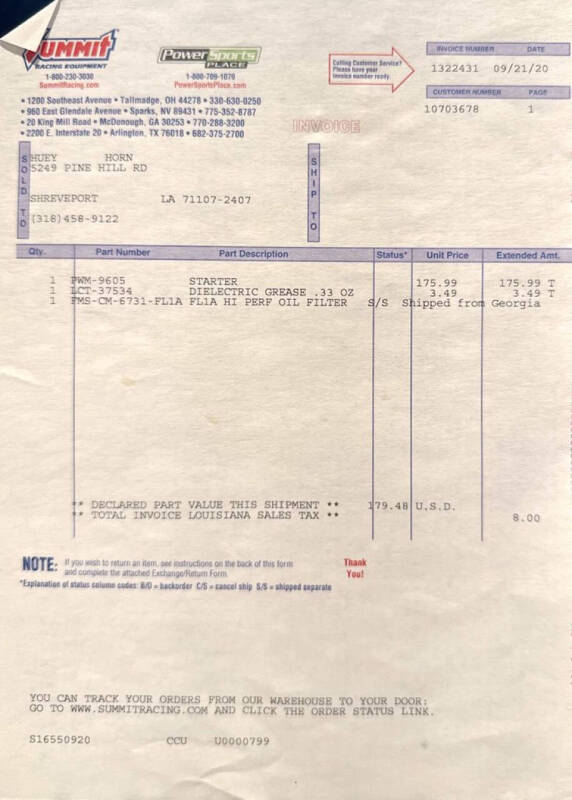 SUMMIT
RACING EQUIPMENT
1-800-230-3030
SummitRacing.com
PowerSports
PLACE
1-800-709-1078
PowerSportsPlace.com
Calling Customer Service?
Please have your
invoice number ready.
INVOICE NUMBER DATE
1322431 09/21/20
CUSTOMER NUMBER PAGE
10703678 1
• 1200 Southeast Avenue • Tallmadge, OH 44278 • 330-630-0250
• 960 East Glendale Avenue • Sparks, NV 89431 • 775-352-8787
• 20 King Mill Road • McDonough, GA 30253 • 770-288-3200
• 2200 E. Interstate 20 • Arlington, TX 76018 • 682-375-2700
INVOICE
SOLD TO
HUEY HORN
5249 PINE HILL RD
SHREVEPORT LA 71107-2407
(318)458-9122
SHIP TO
Qty. Part Number Part Description Status* Unit Price Extended Amt.
1 PWM-9605 STARTER 175.99 175.99 T
1 LCT-37534 DIELECTRIC GREASE .33 OZ 3.49 3.49 T
1 FMS-CM-6731-FL1A FL1A HI PERF OIL FILTER S/S Shipped from Georgia
** DECLARED PART VALUE THIS SHIPMENT ** 179.48 U.S.D.
** TOTAL INVOICE LOUISIANA SALES TAX ** 8.00
NOTE: If you wish to return an item, see instructions on the back of this form
and complete the attached Exchange/Return Form.
Thank
You!
*Explanation of status column codes: B/O = backorder C/S = cancel ship S/S = shipped separate
YOU CAN TRACK YOUR ORDERS FROM OUR WAREHOUSE TO YOUR DOOR;
GO TO WWW.SUMMITRACING.COM AND CLICK THE ORDER STATUS LINK.
S16550920 CCU U0000799